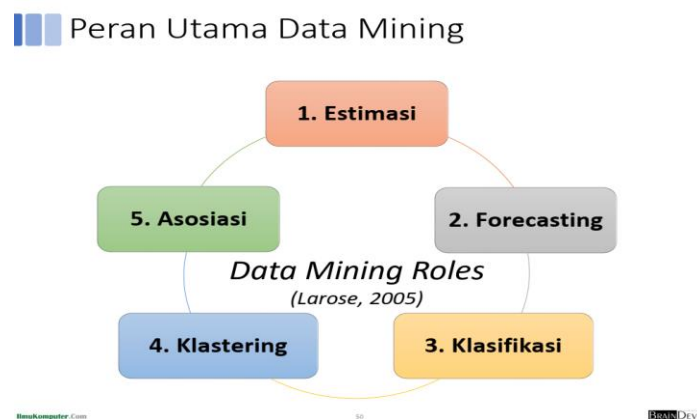 Peran Utama Data Mining
1. Estimasi
5. Asosiasi
2. Forecasting
Data Mining Roles
(Larose, 2005)
4. Klastering
3. Klasifikasi
IlmuKomputer.Com
50
BRAINDEV